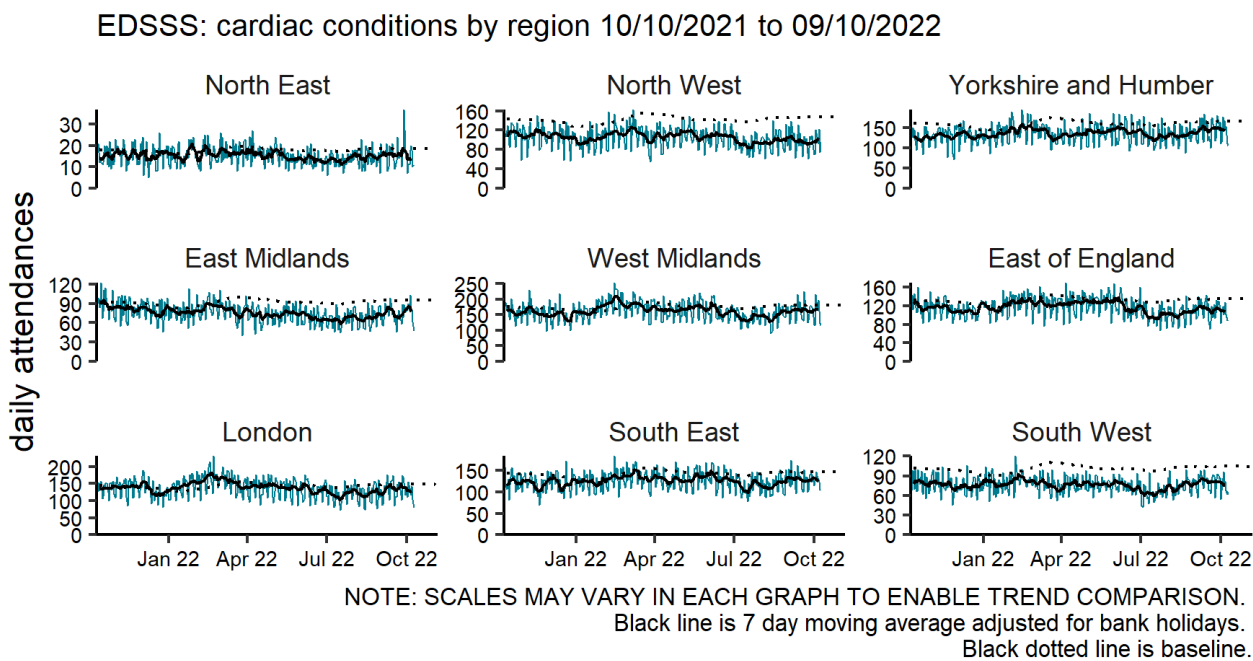 EDSSS: cardiac conditions by region 10/10/2021 to 09/10/2022
daily attendances
North East
30
20
10
0
North West
160
120
80
40
0
Yorkshire and Humber
150
100
50
0
East Midlands
120
90
60
30
0
West Midlands
250
200
150
100
50
0
East of England
160
120
80
40
0
London
200
150
100
50
0
South East
150
100
50
0
South West
120
90
60
30
0
Jan 22 Apr 22 Jul 22 Oct 22
Jan 22 Apr 22 Jul 22 Oct 22
Jan 22 Apr 22 Jul 22 Oct 22
NOTE: SCALES MAY VARY IN EACH GRAPH TO ENABLE TREND COMPARISON.
Black line is 7 day moving average adjusted for bank holidays.
Black dotted line is baseline.